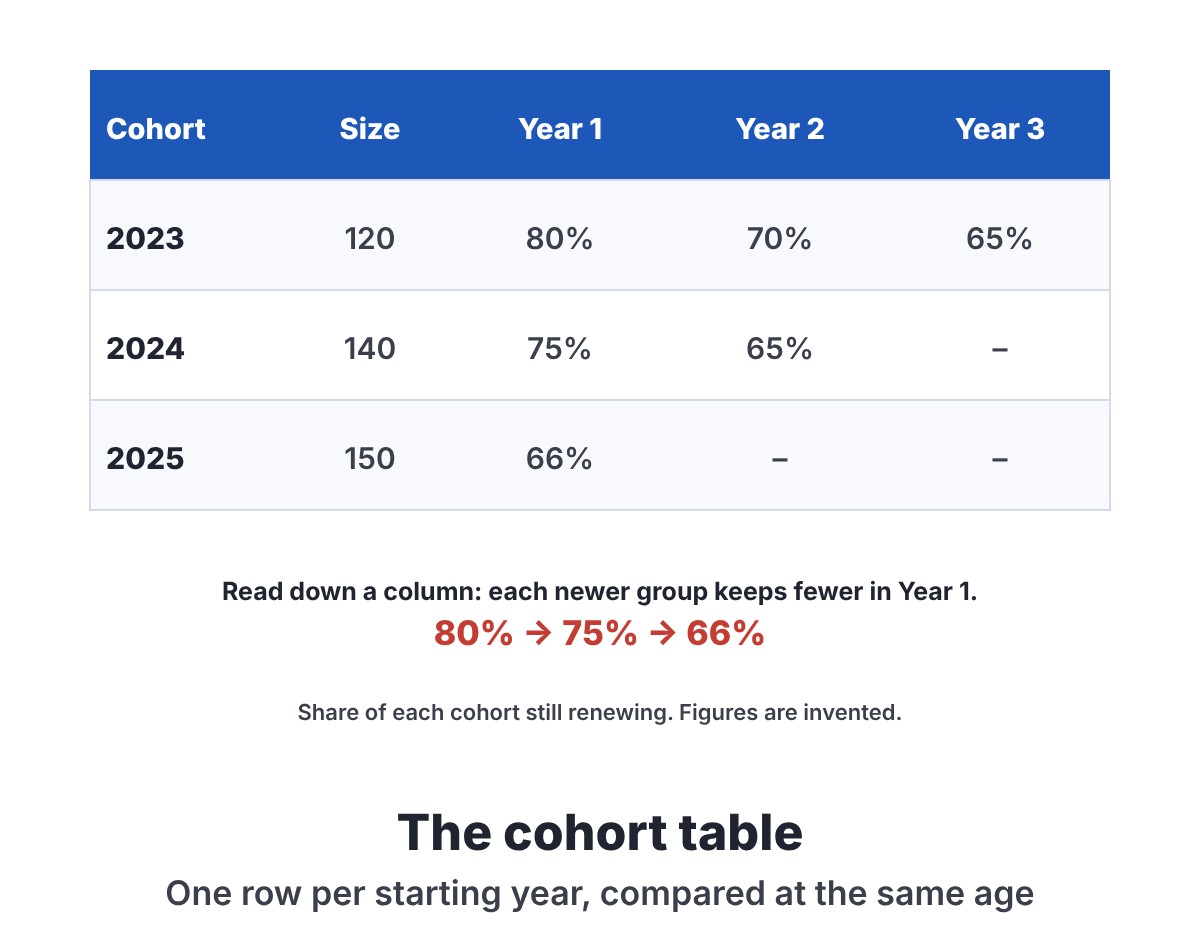 Cohort Size Year 1 Year 2 Year 3
2023 120 80% 70% 65%
2024 140 75% 65% –
2025 150 66% – –
Read down a column: each newer group keeps fewer in Year 1.
80% → 75% → 66%
Share of each cohort still renewing. Figures are invented.
The cohort table
One row per starting year, compared at the same age